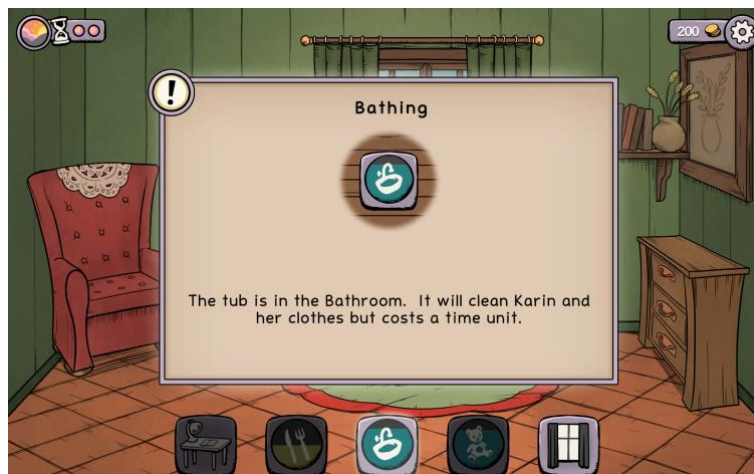 200
!
Bathing
The tub is in the Bathroom. It will clean Karin and
her clothes but costs a time unit.